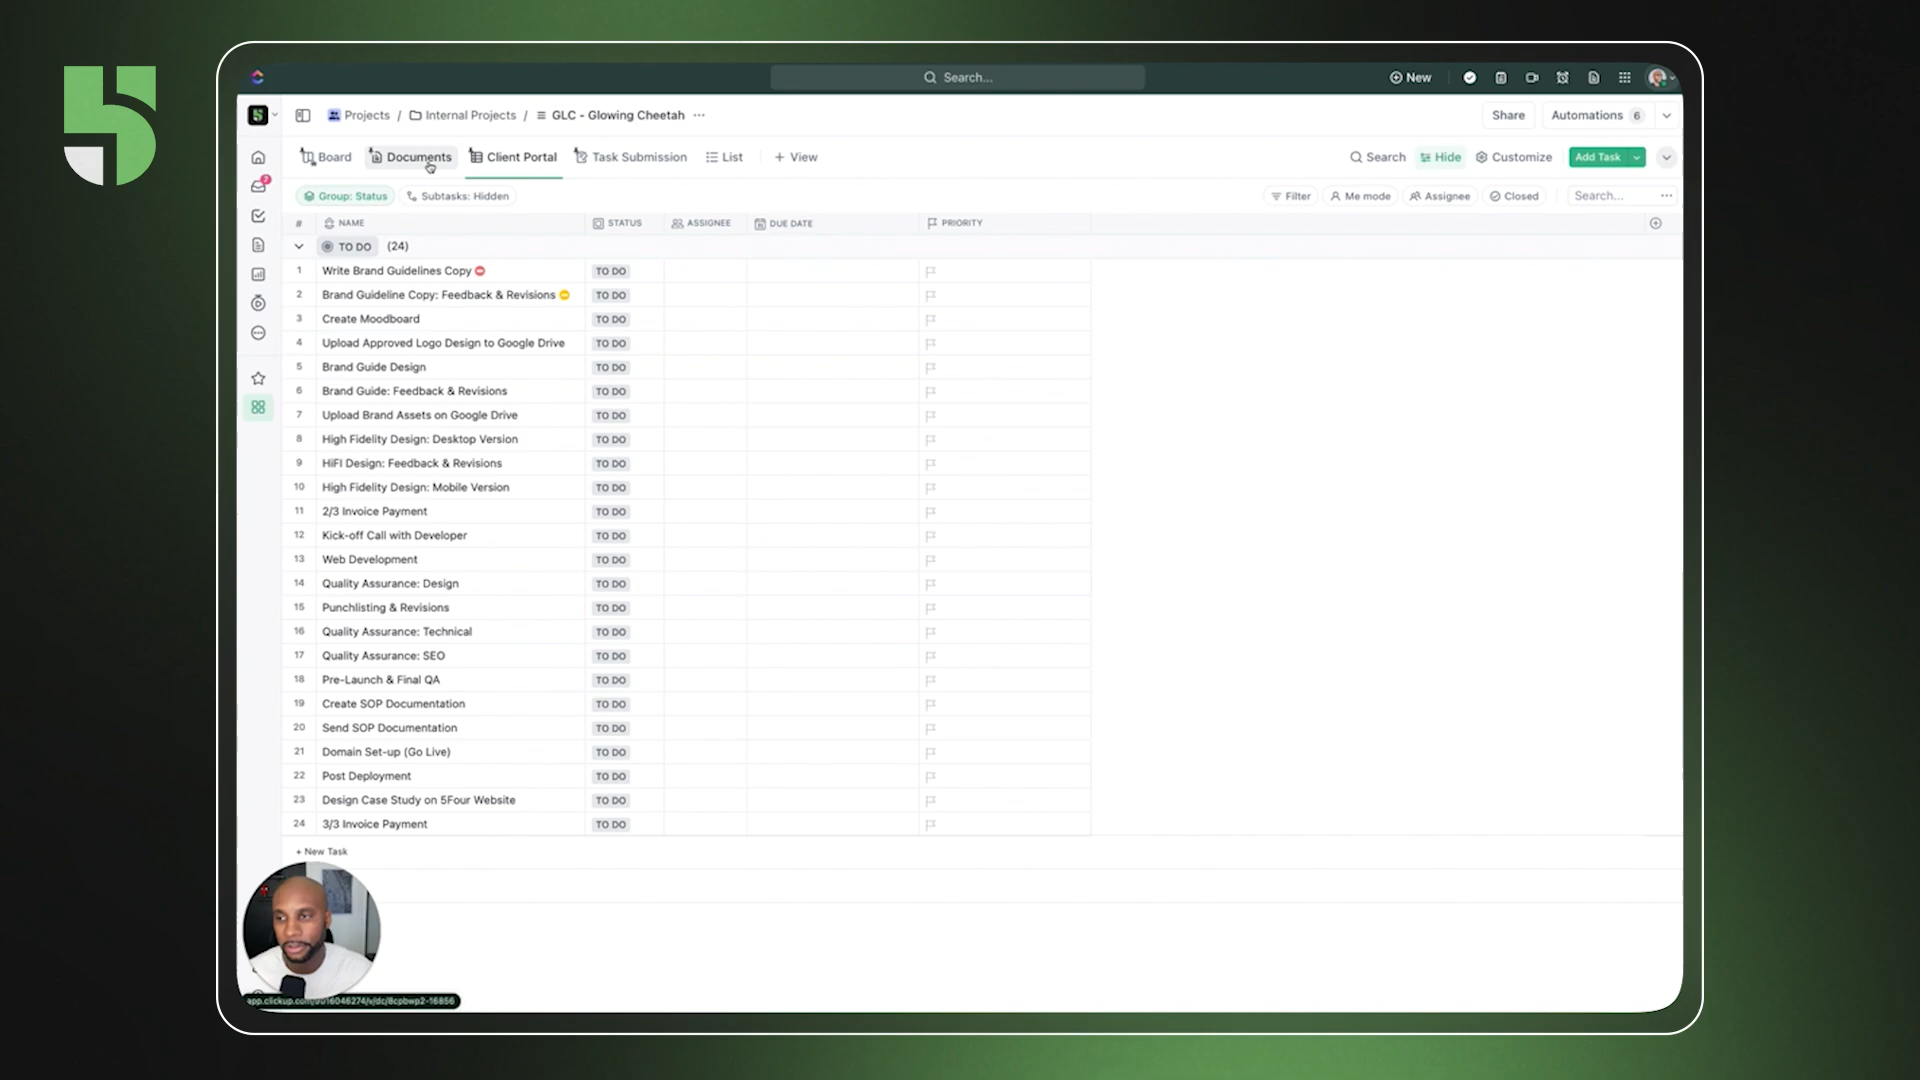 Search...
New
Projects / Internal Projects / GLC - Glowing Cheetah ...
Share
Automations 6
Board
Documents
Client Portal
Task Submission
List
+ View
Search
Hide
Customize
Add Task
Group: Status
Subtasks: Hidden
Filter
Me mode
Assignee
Closed
Search...
# NAME STATUS ASSIGNEE DUE DATE PRIORITY
TO DO (24)
1 Write Brand Guidelines Copy TO DO
2 Brand Guideline Copy: Feedback & Revisions TO DO
3 Create Moodboard TO DO
4 Upload Approved Logo Design to Google Drive TO DO
5 Brand Guide Design TO DO
6 Brand Guide: Feedback & Revisions TO DO
7 Upload Brand Assets on Google Drive TO DO
8 High Fidelity Design: Desktop Version TO DO
9 HiFI Design: Feedback & Revisions TO DO
10 High Fidelity Design: Mobile Version TO DO
11 2/3 Invoice Payment TO DO
12 Kick-off Call with Developer TO DO
13 Web Development TO DO
14 Quality Assurance: Design TO DO
15 Punchlisting & Revisions TO DO
16 Quality Assurance: Technical TO DO
17 Quality Assurance: SEO TO DO
18 Pre-Launch & Final QA TO DO
19 Create SOP Documentation TO DO
20 Send SOP Documentation TO DO
21 Domain Set-up (Go Live) TO DO
22 Post Deployment TO DO
23 Design Case Study on 5Four Website TO DO
24 3/3 Invoice Payment TO DO
+ New Task